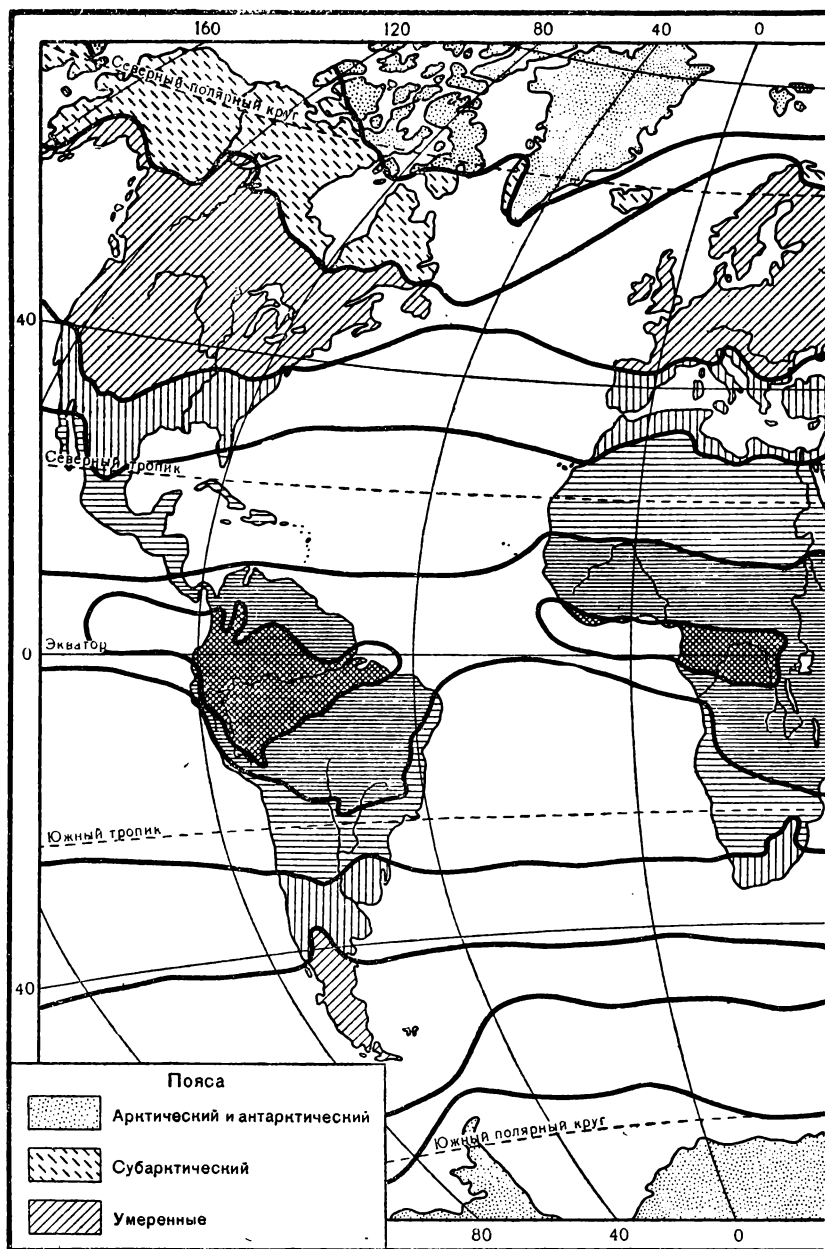 160 120 80 40 0
Северный полярный круг
40
Северный тропик
Экватор
0
Южный тропик
40
Пояса
Арктический и антарктический
Субарктический
Умеренные
Южный полярный круг
80 40 0